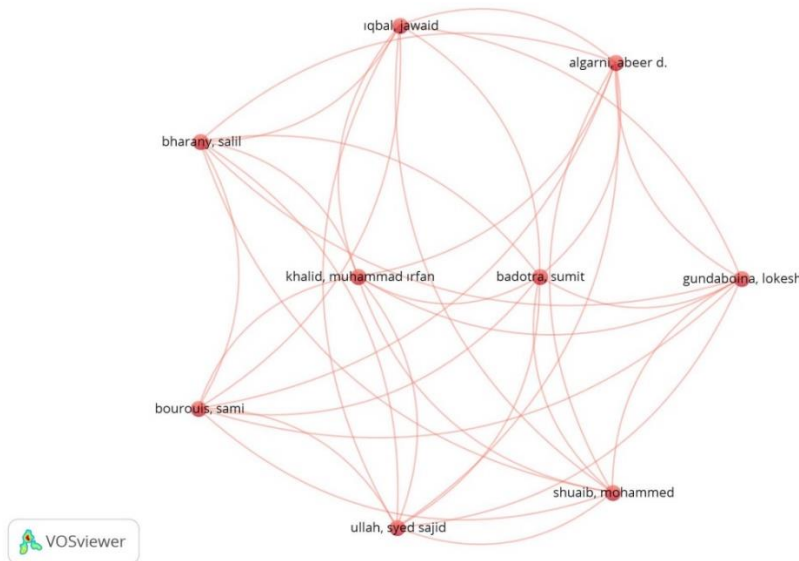 ıqbal, jawaid
algarni, abeer d.
bharany, salil
khalid, muhammad ırfan
badotra, sumit
gundaboina, lokesh
bourouis, sami
shuaib, mohammed
ullah, syed sajid
VOSviewer